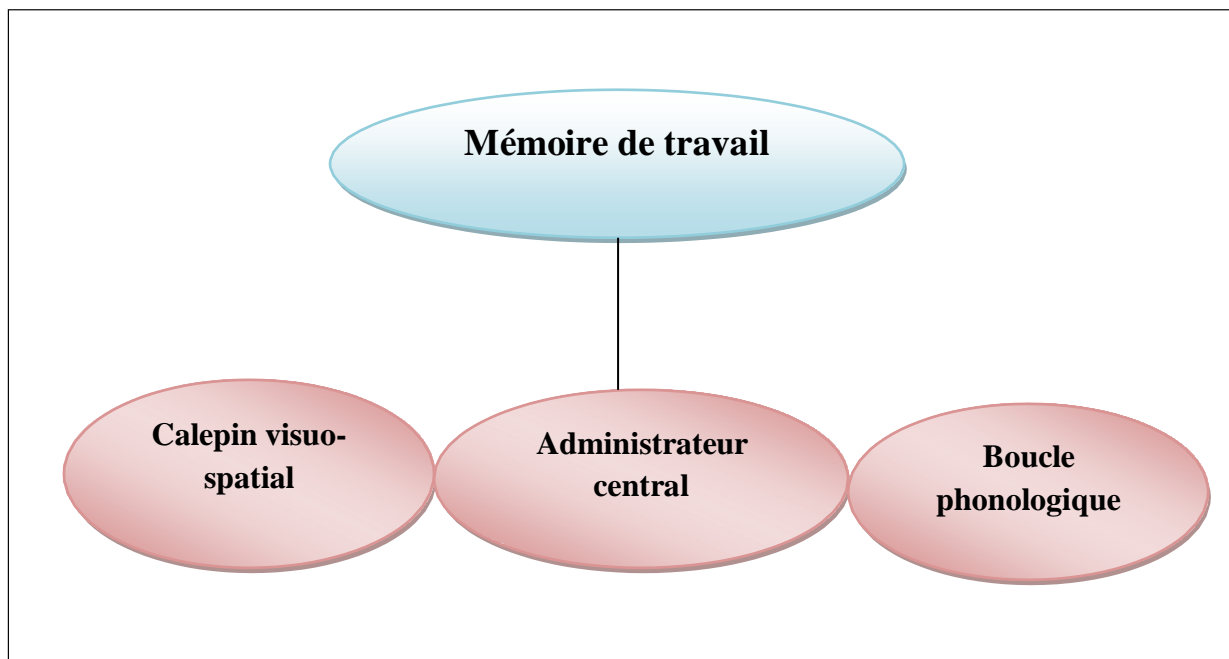 Mémoire de travail
Calepin visuo-
spatial
Administrateur
central
Boucle
phonologique